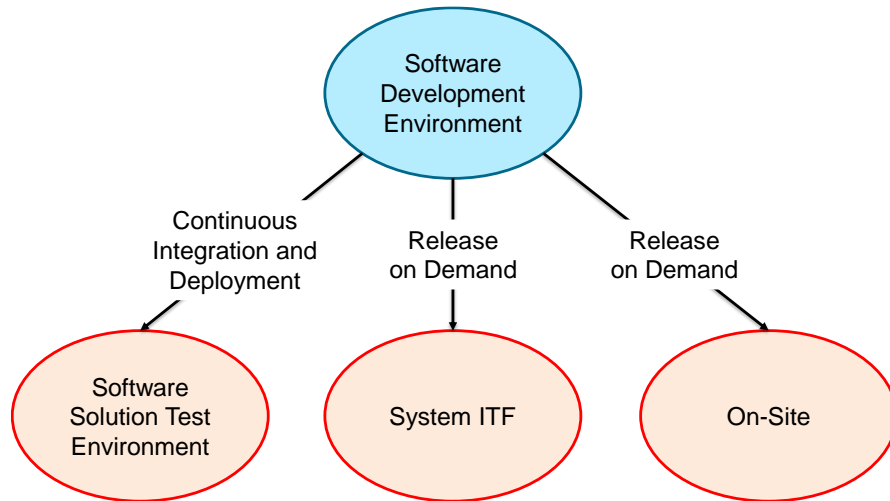 Software
Development
Environment
Continuous
Integration and
Deployment
Release
on Demand
Release
on Demand
Software
Solution Test
Environment
System ITF
On-Site